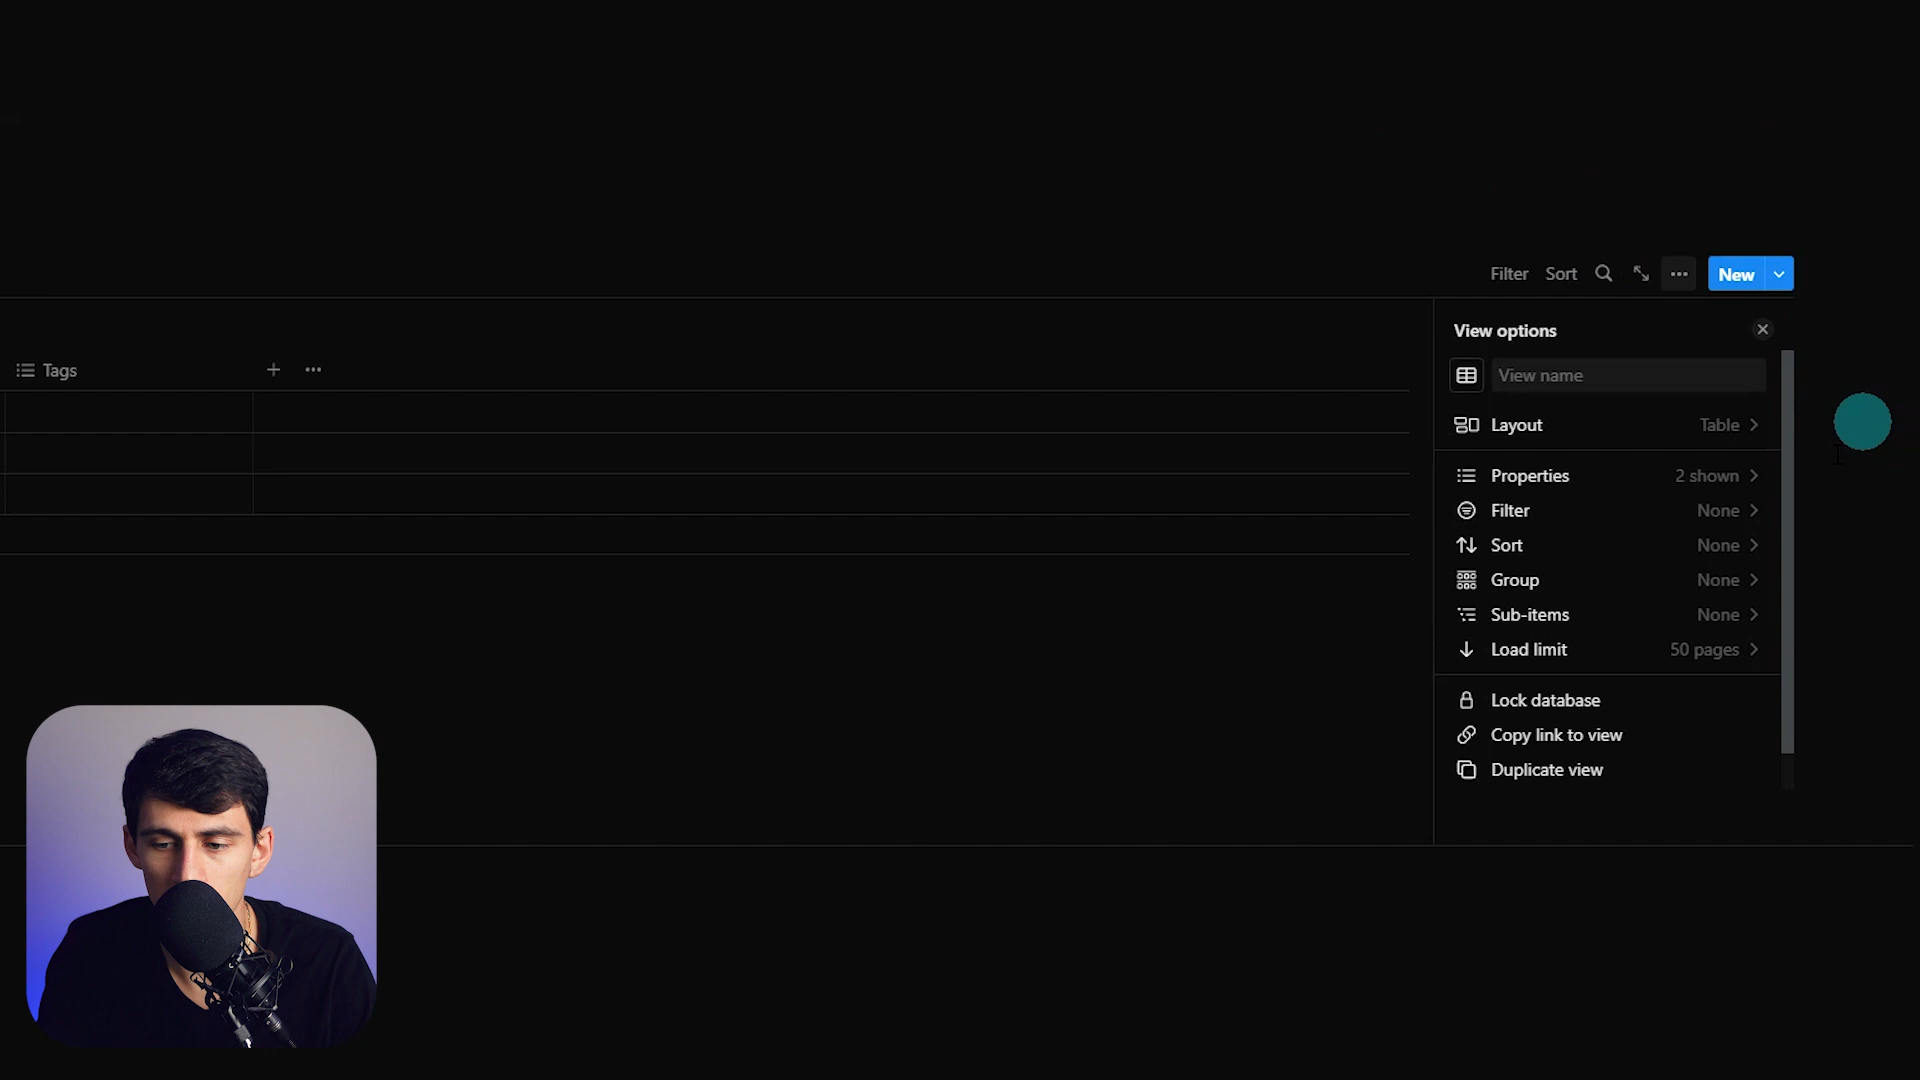 Filter Sort New
View options
Tags
View name
Layout Table
Properties 2 shown
Filter None
Sort None
Group None
Sub-items None
Load limit 50 pages
Lock database
Copy link to view
Duplicate view